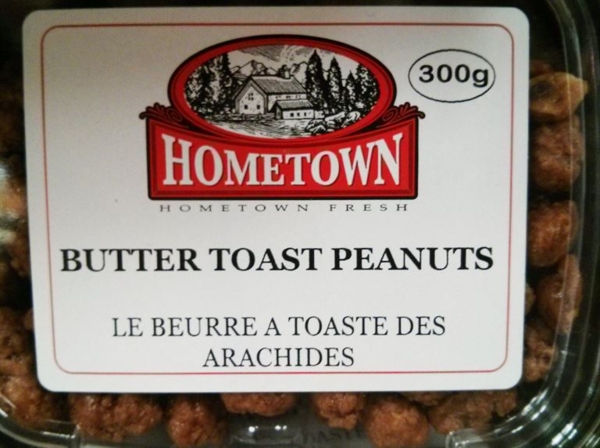 300g
HOMETOWN
HOMETOWN FRESH
BUTTER TOAST PEANUTS
LE BEURRE A TOASTE DES
ARACHIDES